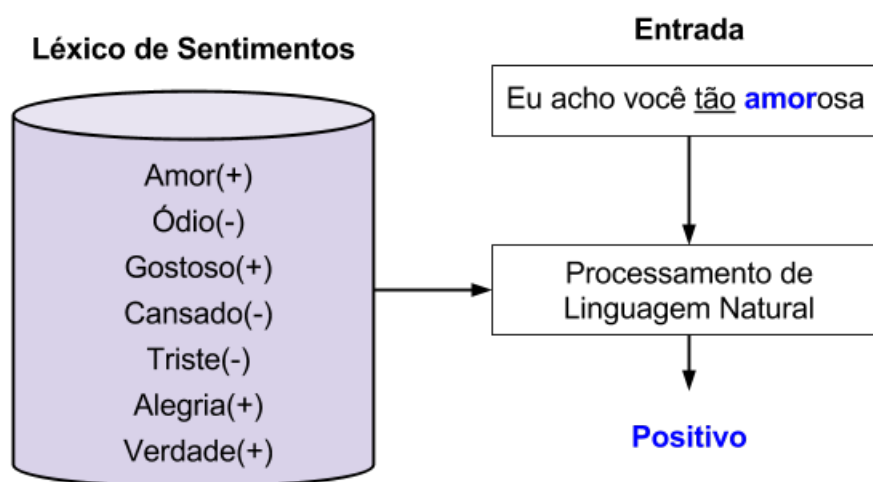 Léxico de Sentimentos
Amor(+)
Ódio(-)
Gostoso(+)
Cansado(-)
Triste(-)
Alegria(+)
Verdade(+)
Entrada
Eu acho você tão amorosa
Processamento de
Linguagem Natural
Positivo